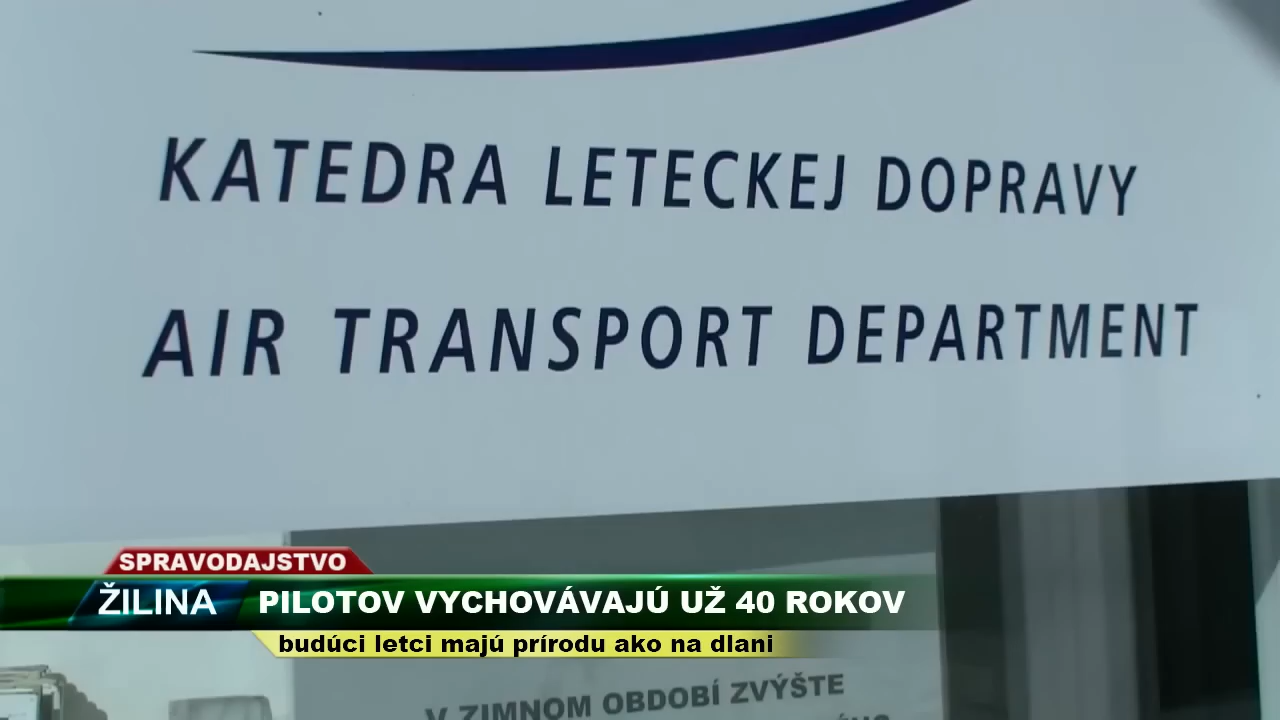 KATEDRA LETECKEJ DOPRAVY
AIR TRANSPORT DEPARTMENT
SPRAVODAJSTVO
ŽILINA PILOTOV VYCHOVÁVAJÚ UŽ 40 ROKOV
budúci letci majú prírodu ako na dlani
V ZIMNOM OBDOBÍ ZVÝŠTE